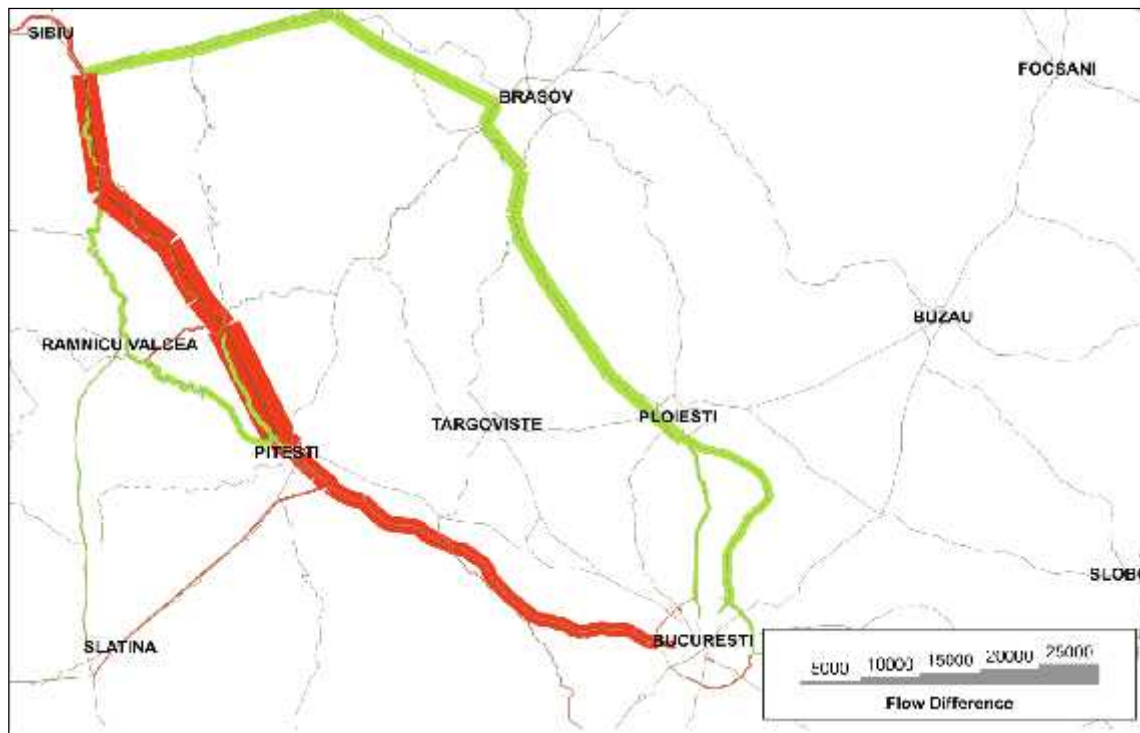 SIBIU
FOCSANI
BRASOV
BUZAU
RAMNICU VALCEA
PLOIESTI
TARGOVISTE
PITESTI
SLOBO
BUCURESTI
SLATINA
5000 10000 15000 20000 25000
Flow Difference